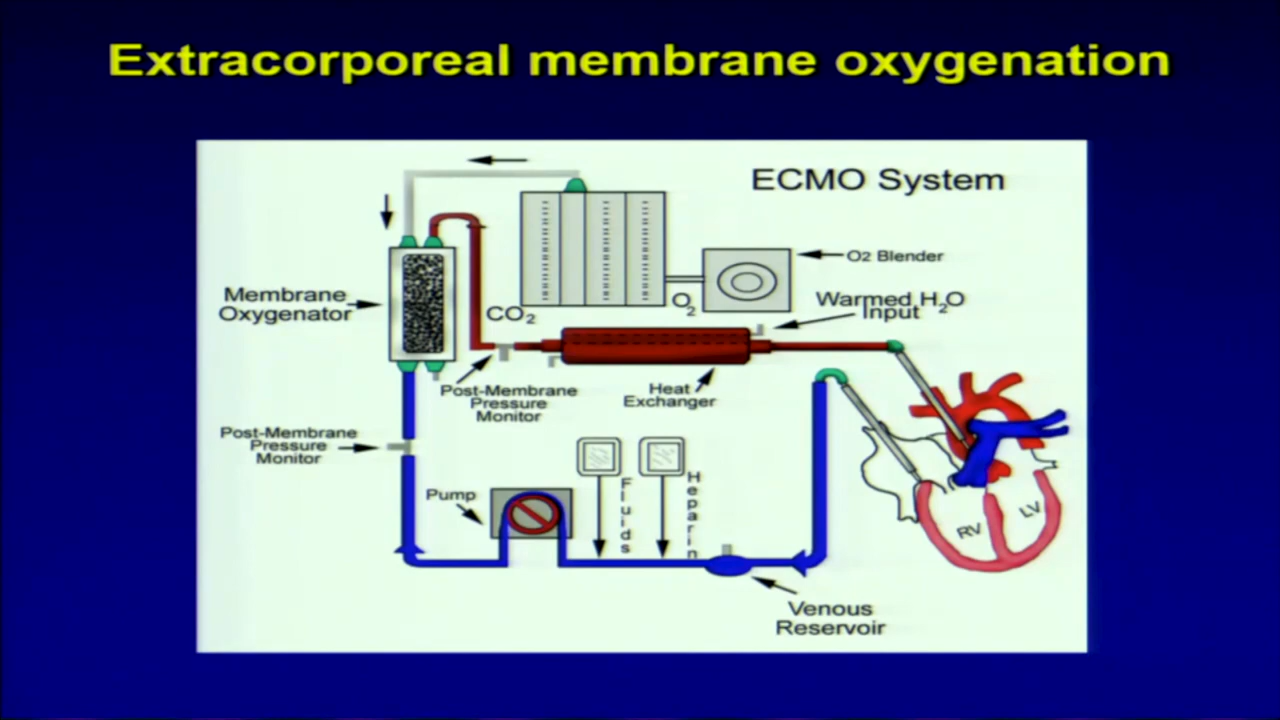 Extracorporeal membrane oxygenation
ECMO System
O2 Blender
Warmed H₂O
Input
O₂
CO₂
Membrane
Oxygenator
Post-Membrane
Pressure
Monitor
Heat
Exchanger
Post-Membrane
Pressure
Monitor
Pump
Fluids
Heparin
RV
LV
Venous
Reservoir